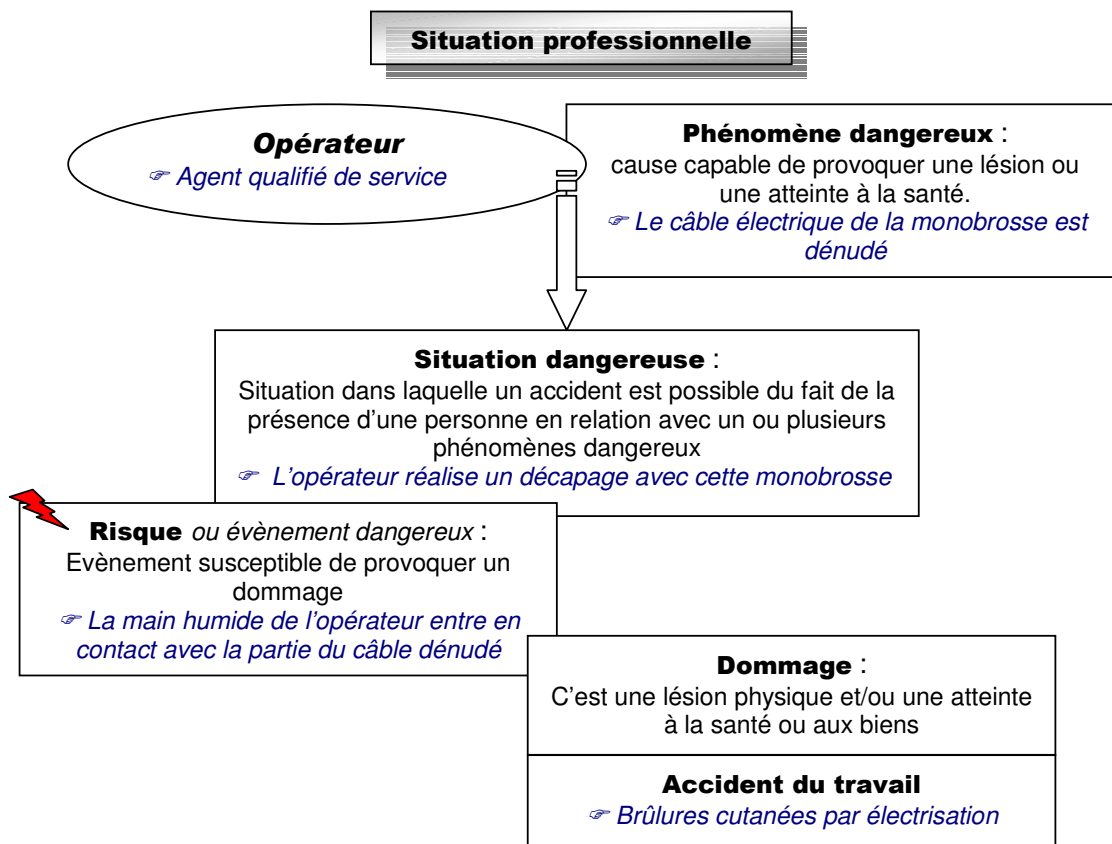 Situation professionnelle
Opérateur
☞ Agent qualifié de service
Phénomène dangereux :
cause capable de provoquer une lésion ou
une atteinte à la santé.
☞ Le câble électrique de la monobrosse est
dénudé
Situation dangereuse :
Situation dans laquelle un accident est possible du fait de la
présence d’une personne en relation avec un ou plusieurs
phénomènes dangereux
☞ L’opérateur réalise un décapage avec cette monobrosse
Risque ou évènement dangereux :
Evènement susceptible de provoquer un
dommage
☞ La main humide de l’opérateur entre en
contact avec la partie du câble dénudé
Dommage :
C’est une lésion physique et/ou une atteinte
à la santé ou aux biens
Accident du travail
☞ Brûlures cutanées par électrisation